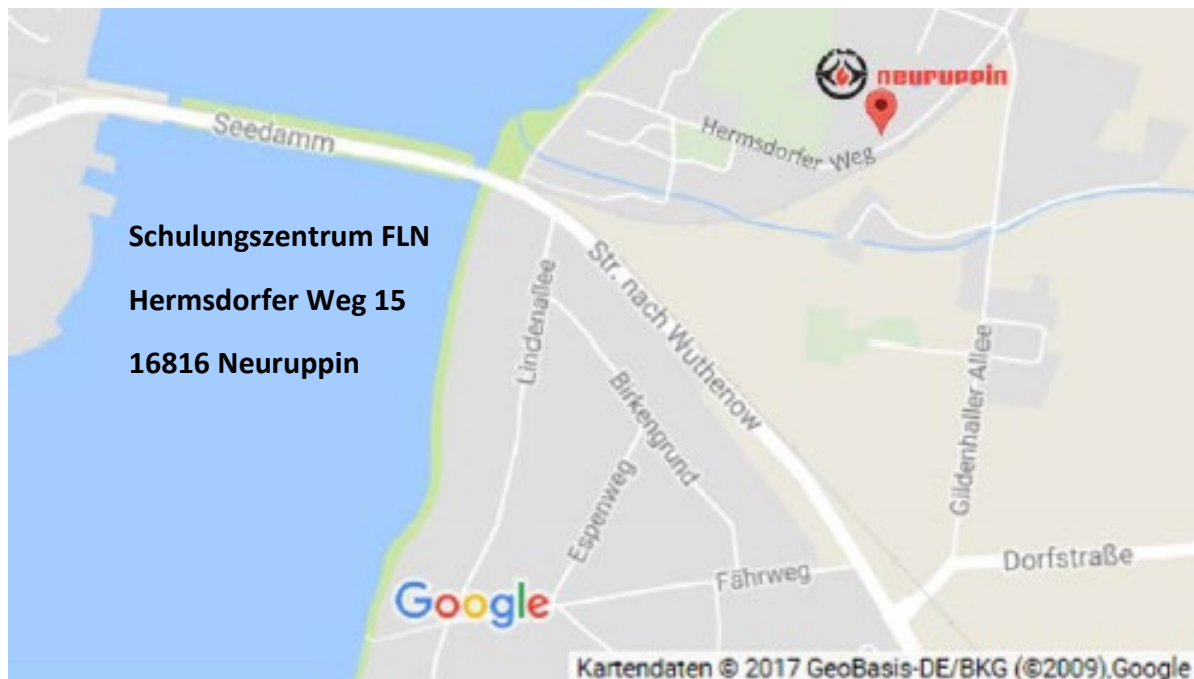 neuruppin
Seedamm
Hermsdorfer Weg
Schulungszentrum FLN
Hermsdorfer Weg 15
16816 Neuruppin
Str. nach Wuthenow
Lindenallee
Birkengrund
Gildenhaller Allee
Espenweg
Dorfstraße
Fährweg
Google
Kartendaten © 2017 GeoBasis-DE/BKG (©2009),Google